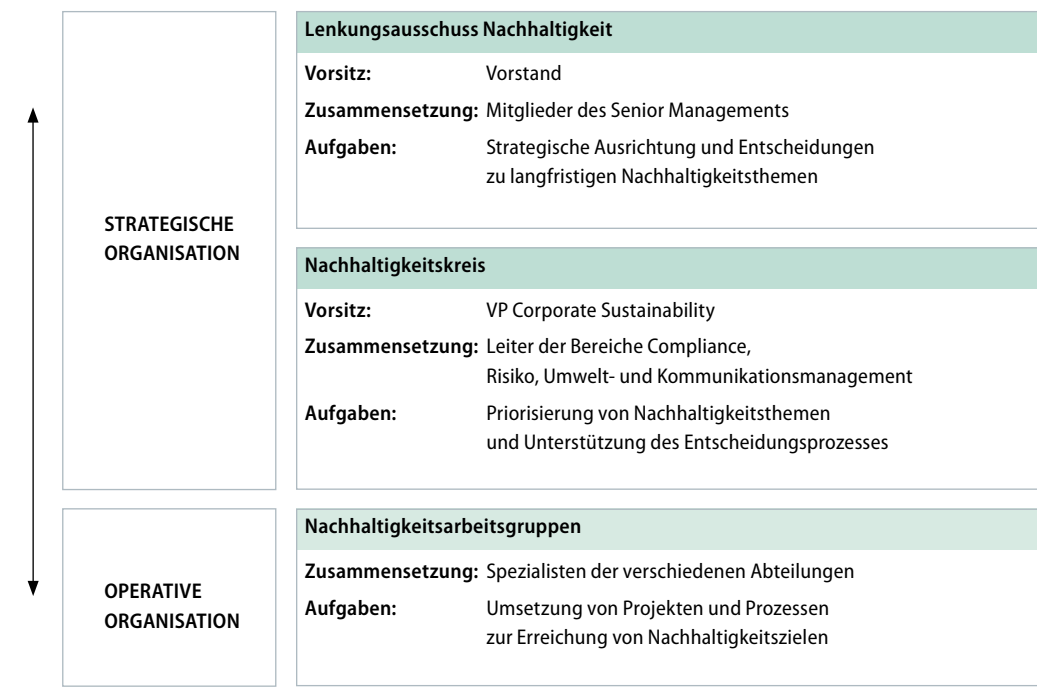 STRATEGISCHE
ORGANISATION
Lenkungsausschuss Nachhaltigkeit
Vorsitz: Vorstand
Zusammensetzung: Mitglieder des Senior Managements
Aufgaben: Strategische Ausrichtung und Entscheidungen
zu langfristigen Nachhaltigkeitsthemen
Nachhaltigkeitskreis
Vorsitz: VP Corporate Sustainability
Zusammensetzung: Leiter der Bereiche Compliance,
Risiko, Umwelt- und Kommunikationsmanagement
Aufgaben: Priorisierung von Nachhaltigkeitsthemen
und Unterstützung des Entscheidungsprozesses
OPERATIVE
ORGANISATION
Nachhaltigkeitsarbeitsgruppen
Zusammensetzung: Spezialisten der verschiedenen Abteilungen
Aufgaben: Umsetzung von Projekten und Prozessen
zur Erreichung von Nachhaltigkeitszielen